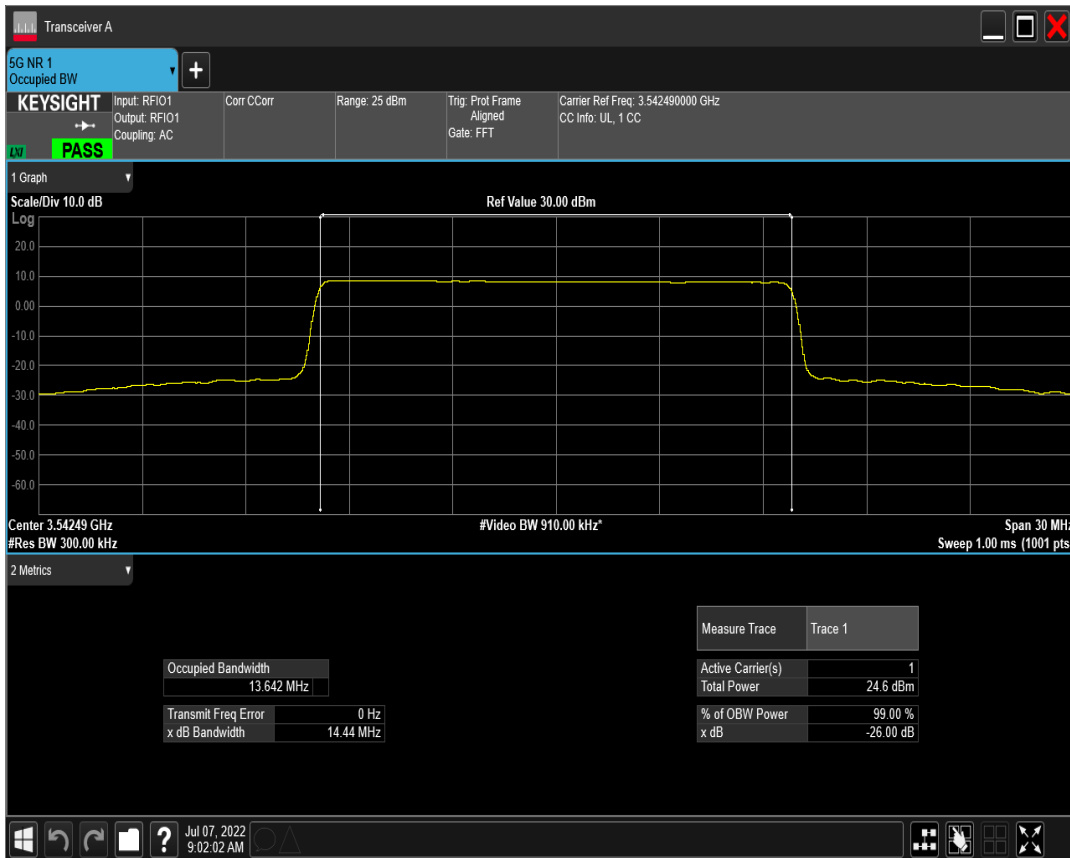 Transceiver A
5G NR 1
Occupied BW
+
KEYSIGHT
LXI
PASS
Input: RFIO1
Output: RFIO1
Coupling: AC
Corr CCorr
Range: 25 dBm
Trig: Prot Frame
Aligned
Gate: FFT
Carrier Ref Freq: 3.542490000 GHz
CC Info: UL, 1 CC
1 Graph
Scale/Div 10.0 dB
Ref Value 30.00 dBm
Log
20.0
10.0
0.00
-10.0
-20.0
-30.0
-40.0
-50.0
-60.0
Center 3.54249 GHz
#Video BW 910.00 kHz*
Span 30 MHz
#Res BW 300.00 kHz
Sweep 1.00 ms (1001 pts
2 Metrics
Measure Trace Trace 1
Occupied Bandwidth
13.642 MHz
Active Carrier(s) 1
Total Power 24.6 dBm
Transmit Freq Error 0 Hz
x dB Bandwidth 14.44 MHz
% of OBW Power 99.00 %
x dB -26.00 dB
?
Jul 07, 2022
9:02:02 AM